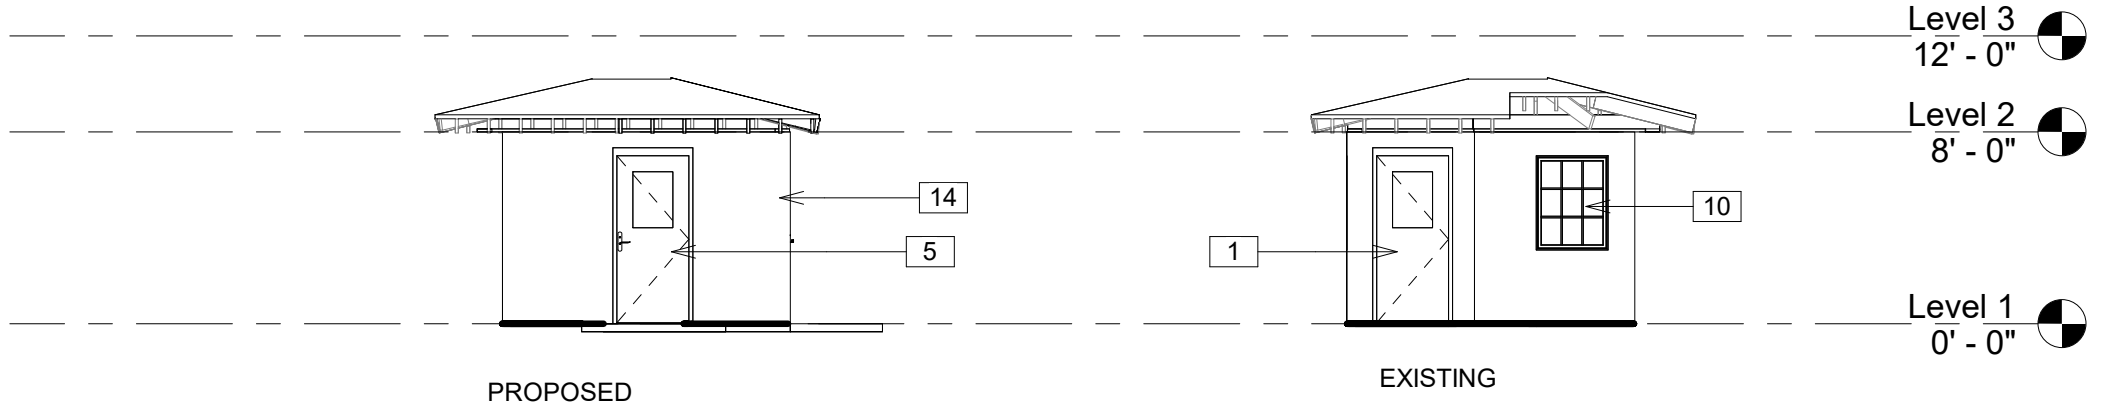 Level 3
12' - 0"
Level 2
8' - 0"
14
10
5
1
Level 1
0' - 0"
PROPOSED
EXISTING